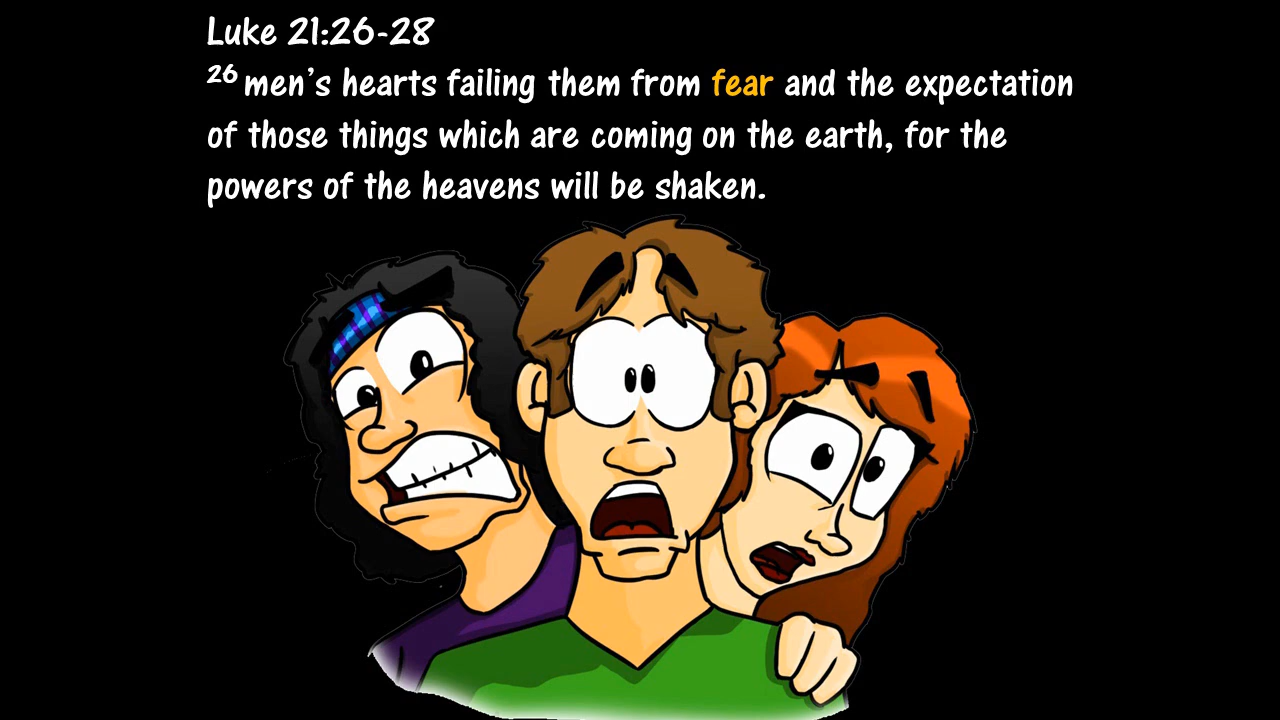 Luke 21:26-28
26 men’s hearts failing them from fear and the expectation
of those things which are coming on the earth, for the
powers of the heavens will be shaken.